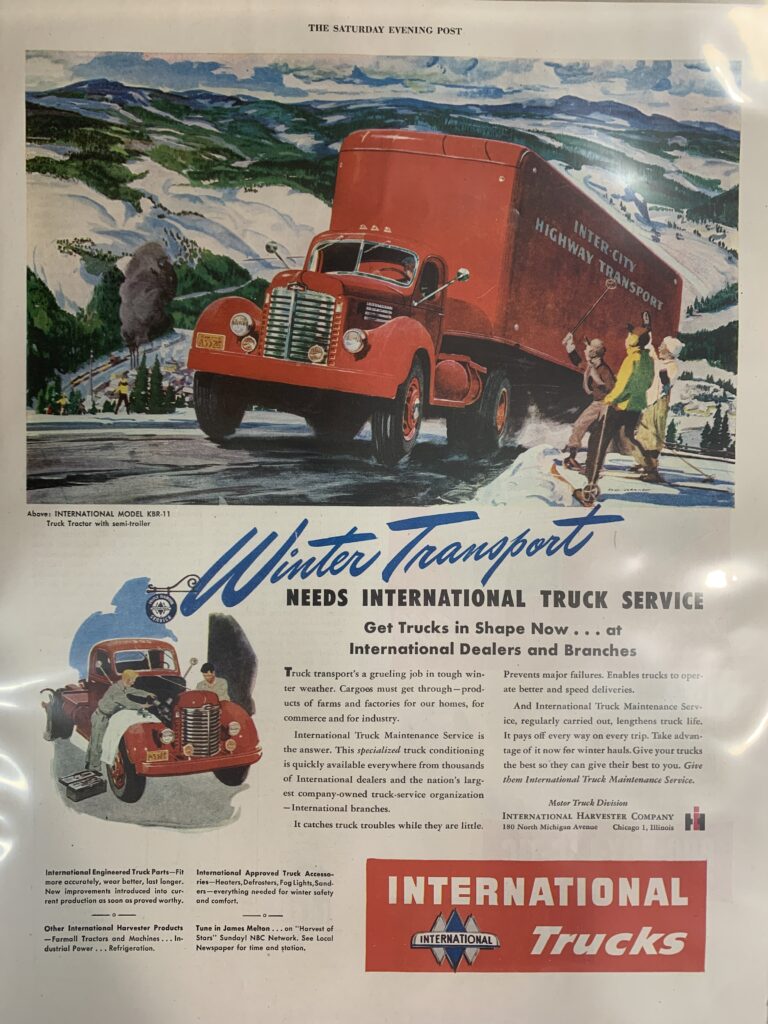 THE SATURDAY EVENING POST
INTER-CITY
HIGHWAY TRANSPORT
Above: INTERNATIONAL MODEL KBR-11
Truck Tractor with semi-trailer
Winter Transport
NEEDS INTERNATIONAL TRUCK SERVICE
Get Trucks in Shape Now . . . at
International Dealers and Branches
Truck transport's a grueling job in tough win-
ter weather. Cargoes must get through—prod-
ucts of farms and factories for our homes, for
commerce and for industry.
International Truck Maintenance Service is
the answer. This specialized truck conditioning
is quickly available everywhere from thousands
of International dealers and the nation's larg-
est company-owned truck-service organization
—International branches.
It catches truck troubles while they are little.
Prevents major failures. Enables trucks to oper-
ate better and speed deliveries.
And International Truck Maintenance Serv-
ice, regularly carried out, lengthens truck life.
It pays off every way on every trip. Take advan-
tage of it now for winter hauls. Give your trucks
the best so they can give their best to you. Give
them International Truck Maintenance Service.
Motor Truck Division
INTERNATIONAL HARVESTER COMPANY
180 North Michigan Avenue Chicago 1, Illinois
International Engineered Truck Parts—Fit
more accurately, wear better, last longer.
New improvements introduced into cur-
rent production as soon as proved worthy.
Other International Harvester Products
—Farmall Tractors and Machines . . . In-
dustrial Power . . . Refrigeration.
International Approved Truck Accesso-
ries—Heaters, Defrosters, Fog Lights, Sand-
ers—everything needed for winter safety
and comfort.
Tune in James Melton . . . on "Harvest of
Stars" Sunday! NBC Network. See Local
Newspaper for time and station.
INTERNATIONAL
INTERNATIONAL
Trucks